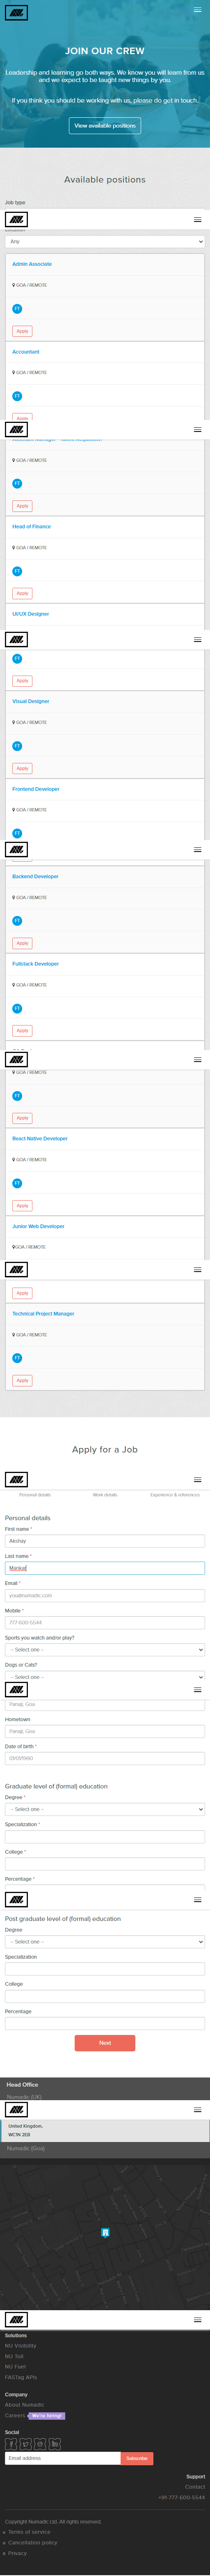 JOIN OUR CREW
Leadership and learning go both ways. We know you will learn from us
and we expect to be taught new things by you.
If you think you should be working with us, please do get in touch.
View available positions
Available positions
Job type
Any
Admin Associate
GOA / REMOTE
FT
Apply
Accountant
GOA / REMOTE
FT
Apply
GOA / REMOTE
FT
Apply
Head of Finance
GOA / REMOTE
FT
Apply
UI/UX Designer
FT
Apply
Visual Designer
GOA / REMOTE
FT
Apply
Frontend Developer
GOA / REMOTE
FT
Backend Developer
GOA / REMOTE
FT
Apply
Fullstack Developer
GOA / REMOTE
FT
Apply
GOA / REMOTE
FT
Apply
React-Native Developer
GOA / REMOTE
FT
Apply
Junior Web Developer
GOA / REMOTE
Apply
Technical Project Manager
GOA / REMOTE
FT
Apply
Apply for a Job
Personal details Work details Experience & references
Personal details
First name *
Akshay
Last name *
Mankad
Email *
you@numadic.com
Mobile *
777-600-5544
Sports you watch and/or play?
-- Select one --
Dogs or Cats?
-- Select one --
Panaji, Goa
Hometown
Panaji, Goa
Date of birth *
01/01/1990
Graduate level of (formal) education
Degree *
-- Select one --
Specialization *
College *
Percentage *
Post graduate level of (formal) education
Degree
-- Select one --
Specialization
College
Percentage
Next
Head Office
Numadic (UK)
United Kingdom,
WC1N 2EB
Numadic (Goa)
Solutions
NU Visibility
NU Toll
NU Fuel
FASTag APIs
Company
About Numadic
Careers We're hiring!
Social
Email address Subscribe
Support
Contact
+91 777-600-5544
Copyright Numadic Ltd. All rights reserved.
Terms of service
Cancellation policy
Privacy